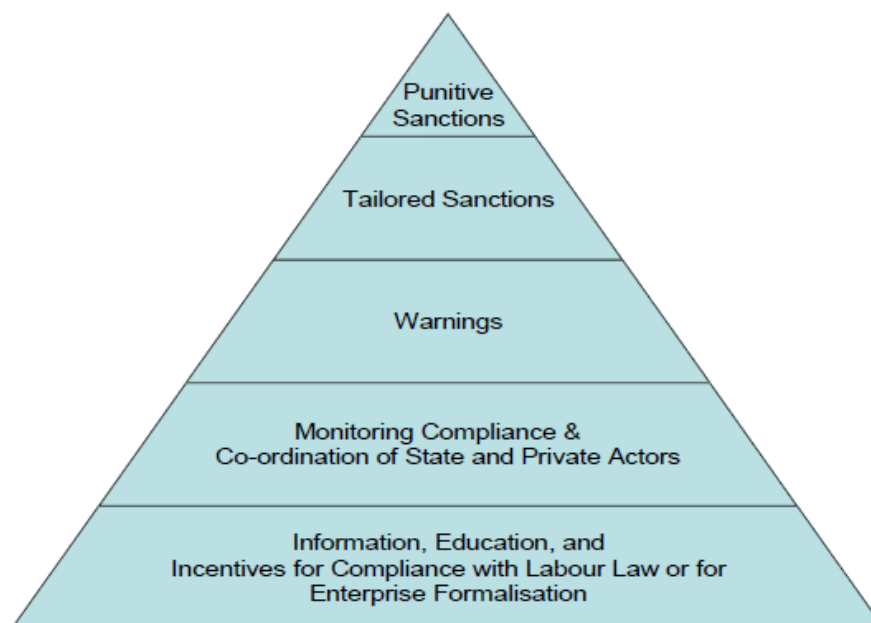 Punitive
Sanctions
Tailored Sanctions
Warnings
Monitoring Compliance &
Co-ordination of State and Private Actors
Information, Education, and
Incentives for Compliance with Labour Law or for
Enterprise Formalisation